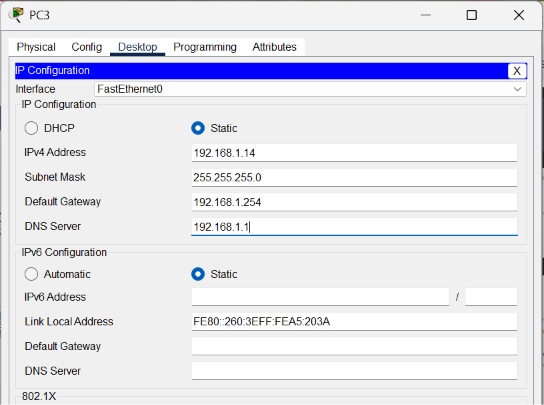 PC3
Physical Config Desktop Programming Attributes
IP Configuration X
Interface FastEthernet0
IP Configuration
DHCP Static
IPv4 Address 192.168.1.14
Subnet Mask 255.255.255.0
Default Gateway 192.168.1.254
DNS Server 192.168.1.1
IPv6 Configuration
Automatic Static
IPv6 Address /
Link Local Address FE80::260:3EFF:FEA5:203A
Default Gateway
DNS Server
802.1X